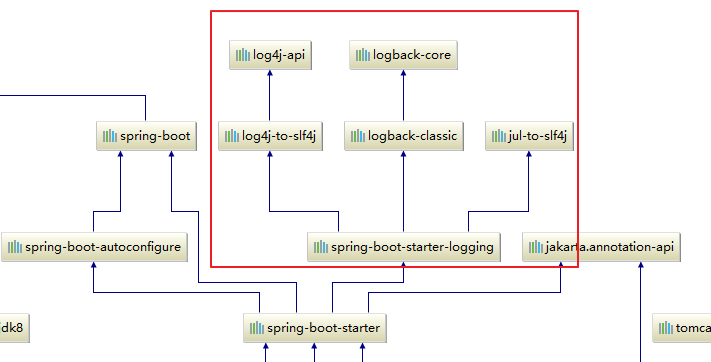 log4j-api
logback-core
spring-boot
log4j-to-slf4j
logback-classic
jul-to-slf4j
spring-boot-autoconfigure
spring-boot-starter-logging
jakarta.annotation-api
jdk8
spring-boot-starter
tomca